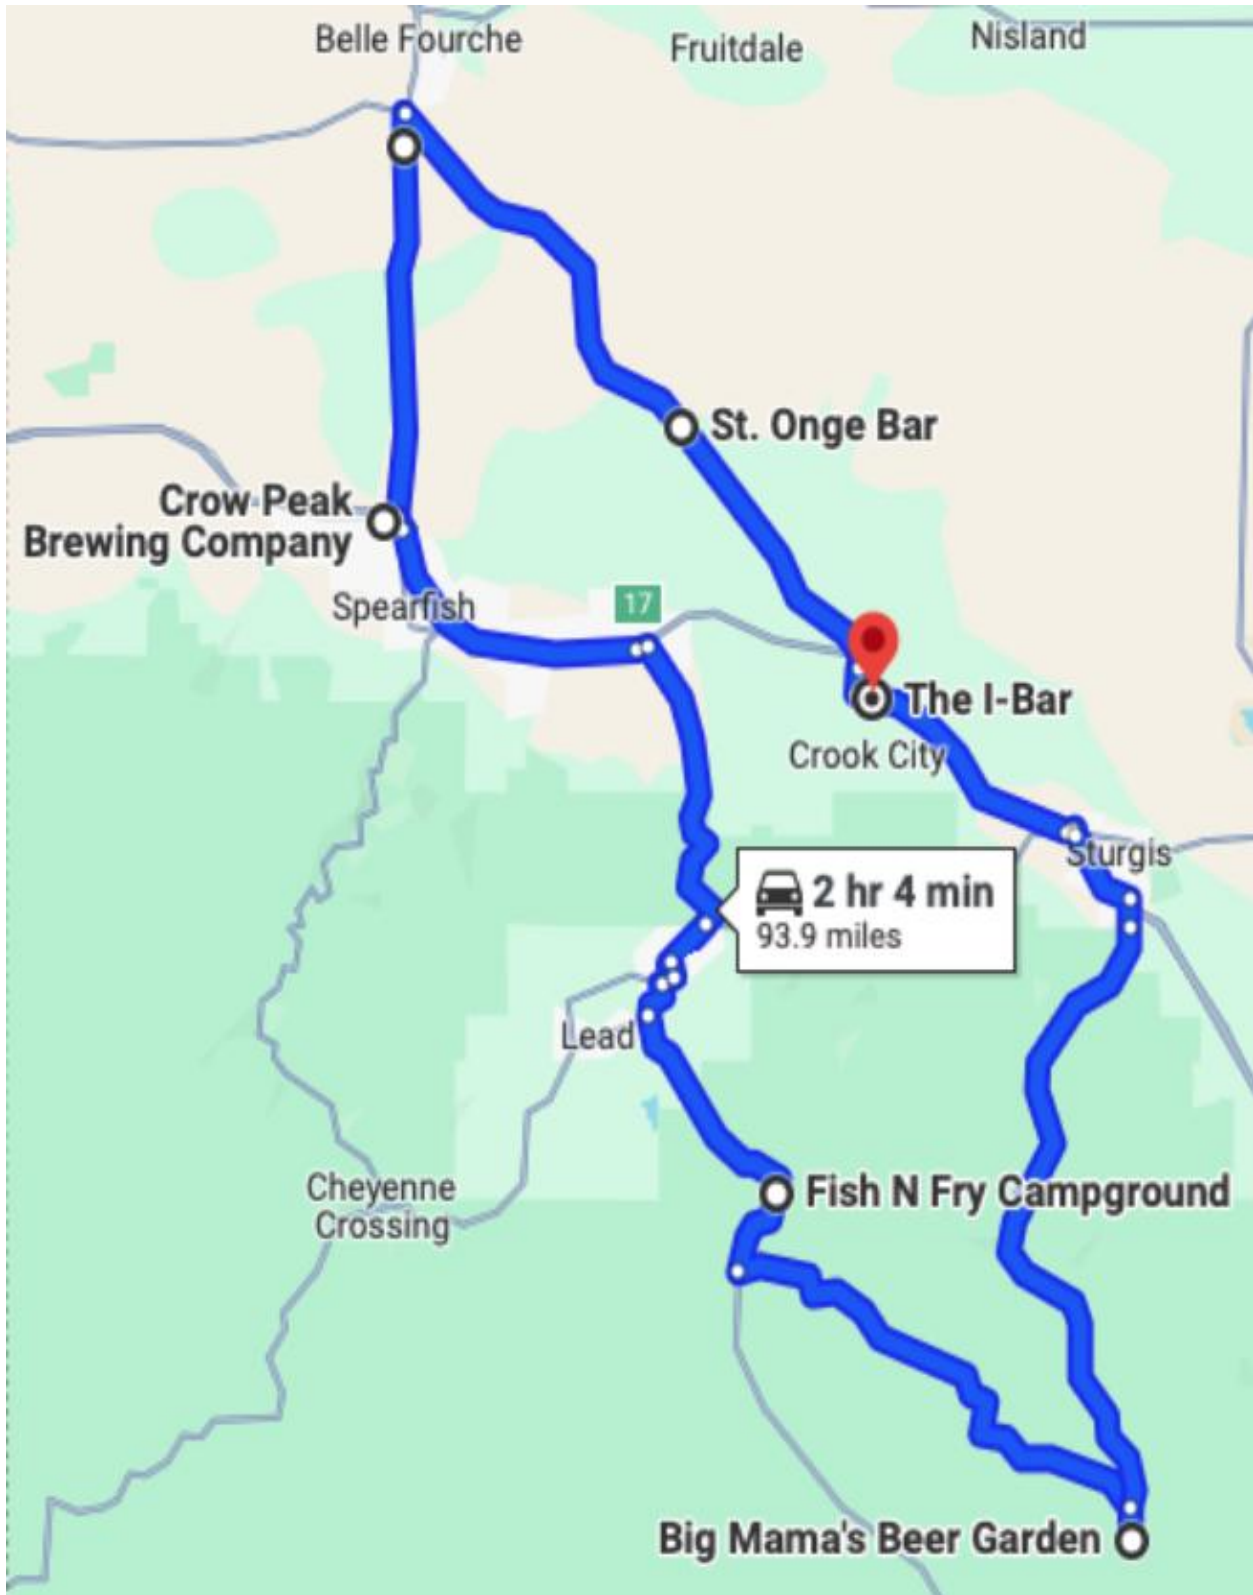 Belle Fourche
Fruitdale
Nisland
St. Onge Bar
Crow Peak
Brewing Company
Spearfish
17
The I-Bar
Crook City
Sturgis
2 hr 4 min
93.9 miles
Lead
Cheyenne
Crossing
Fish N Fry Campground
Big Mama's Beer Garden